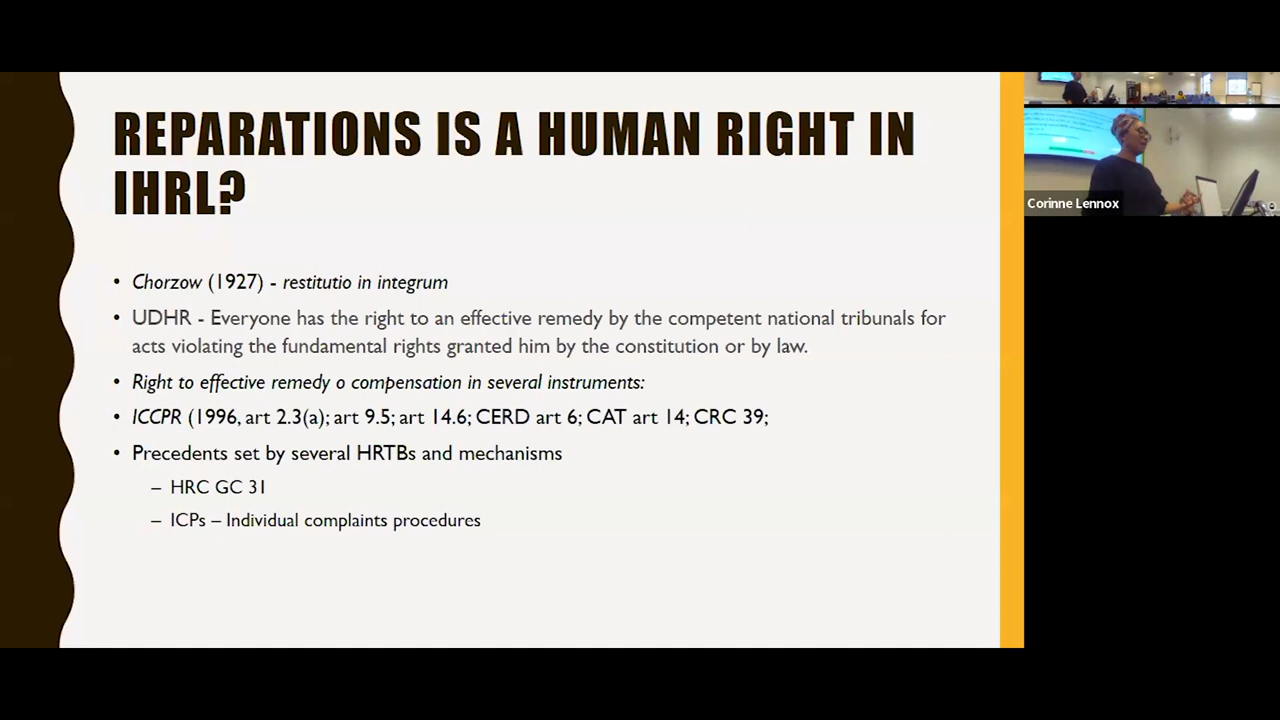 REPARATIONS IS A HUMAN RIGHT IN
IHRL?
• Chorzow (1927) - restitutio in integrum
• UDHR - Everyone has the right to an effective remedy by the competent national tribunals for
acts violating the fundamental rights granted him by the constitution or by law.
• Right to effective remedy o compensation in several instruments:
• ICCPR (1996, art 2.3(a); art 9.5; art 14.6; CERD art 6; CAT art 14; CRC 39;
• Precedents set by several HRTBs and mechanisms
– HRC GC 31
– ICPs – Individual complaints procedures
Corinne Lennox